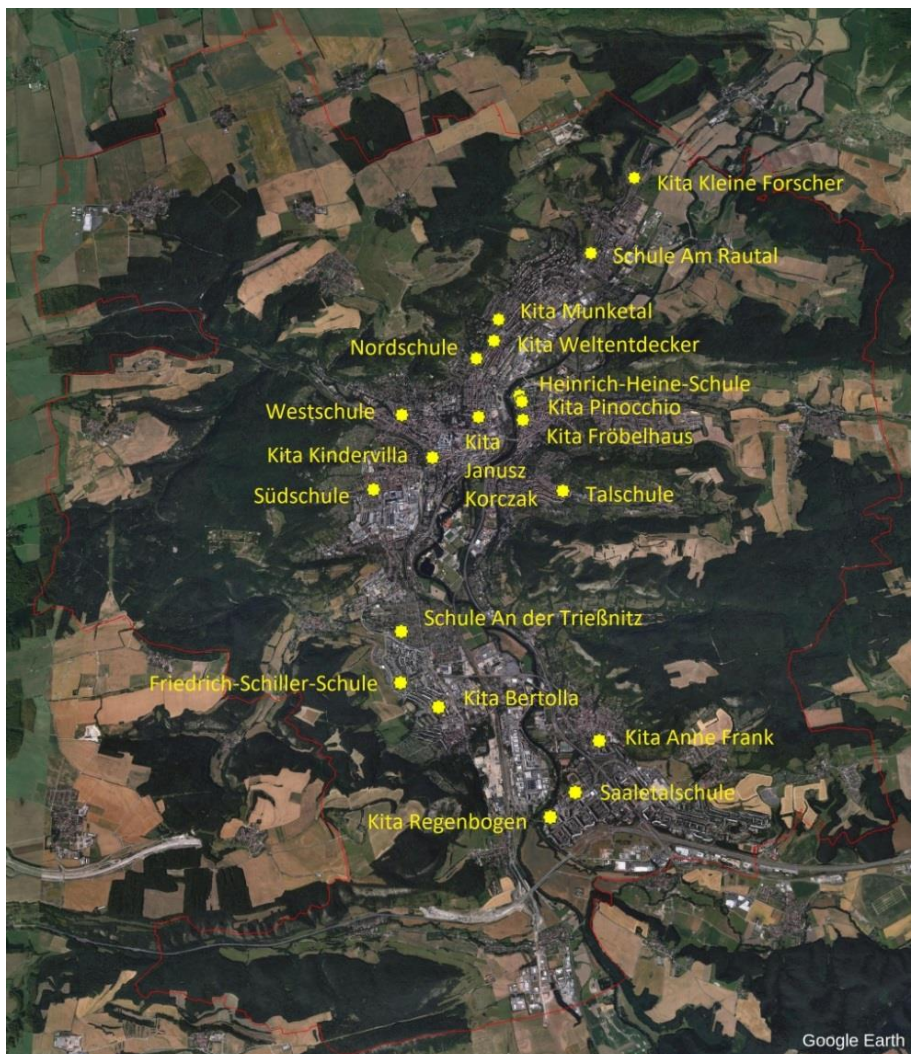 Kita Kleine Forscher
Schule Am Rautal
Kita Munketal
Kita Weltentdecker
Nordschule
Heinrich-Heine-Schule
Kita Pinocchio
Westschule
Kita Fröbelhaus
Kita
Janusz
Korczak
Kita Kindervilla
Südschule
Talschule
Schule An der Trießnitz
Friedrich-Schiller-Schule
Kita Bertolla
Kita Anne Frank
Saaletalschule
Kita Regenbogen
Google Earth